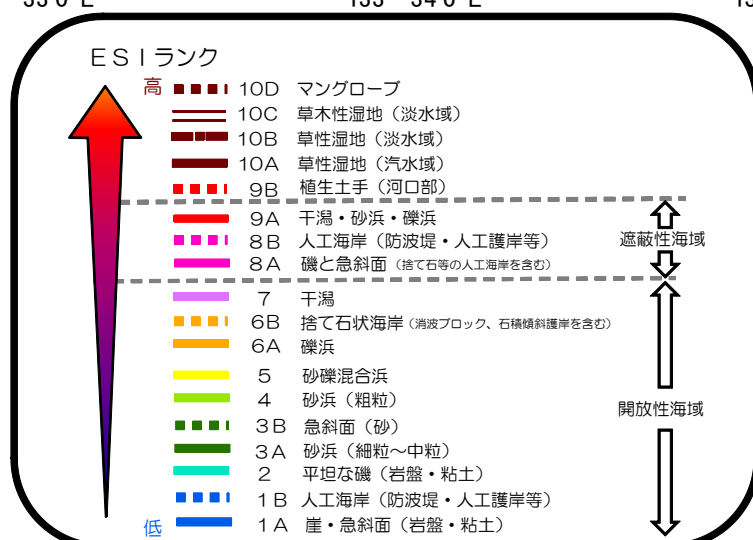 33 0 E 133 34 0 E 13
ESIランク
高 10D マングローブ
10C 草木性湿地（淡水域）
10B 草性湿地（淡水域）
10A 草性湿地（汽水域）
9B 植生土手（河口部）
9A 干潟・砂浜・礫浜
8B 人工海岸（防波堤・人工護岸等）
遮蔽性海域
8A 磯と急斜面（捨て石等の人工海岸を含む）
7 干潟
6B 捨て石状海岸（消波ブロック、石積傾斜護岸を含む）
6A 礫浜
5 砂礫混合浜
4 砂浜（粗粒）
開放性海域
3B 急斜面（砂）
3A 砂浜（細粒～中粒）
2 平坦な磯（岩盤・粘土）
1B 人工海岸（防波堤・人工護岸等）
低 1A 崖・急斜面（岩盤・粘土）